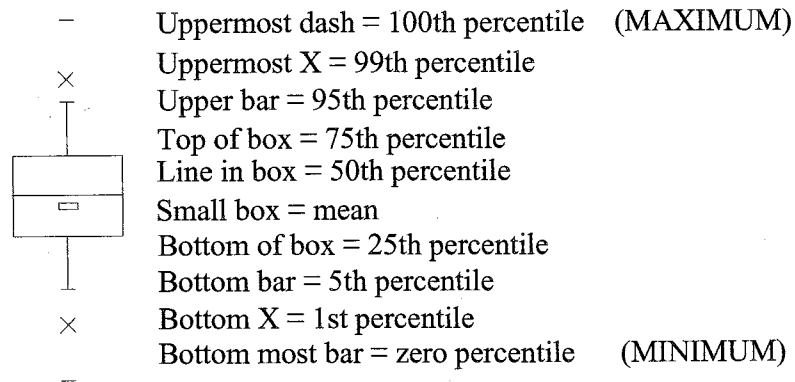 Uppermost dash = 100th percentile (MAXIMUM)
Uppermost X = 99th percentile
Upper bar = 95th percentile
Top of box = 75th percentile
Line in box = 50th percentile
Small box = mean
Bottom of box = 25th percentile
Bottom bar = 5th percentile
Bottom X = 1st percentile
Bottom most bar = zero percentile (MINIMUM)